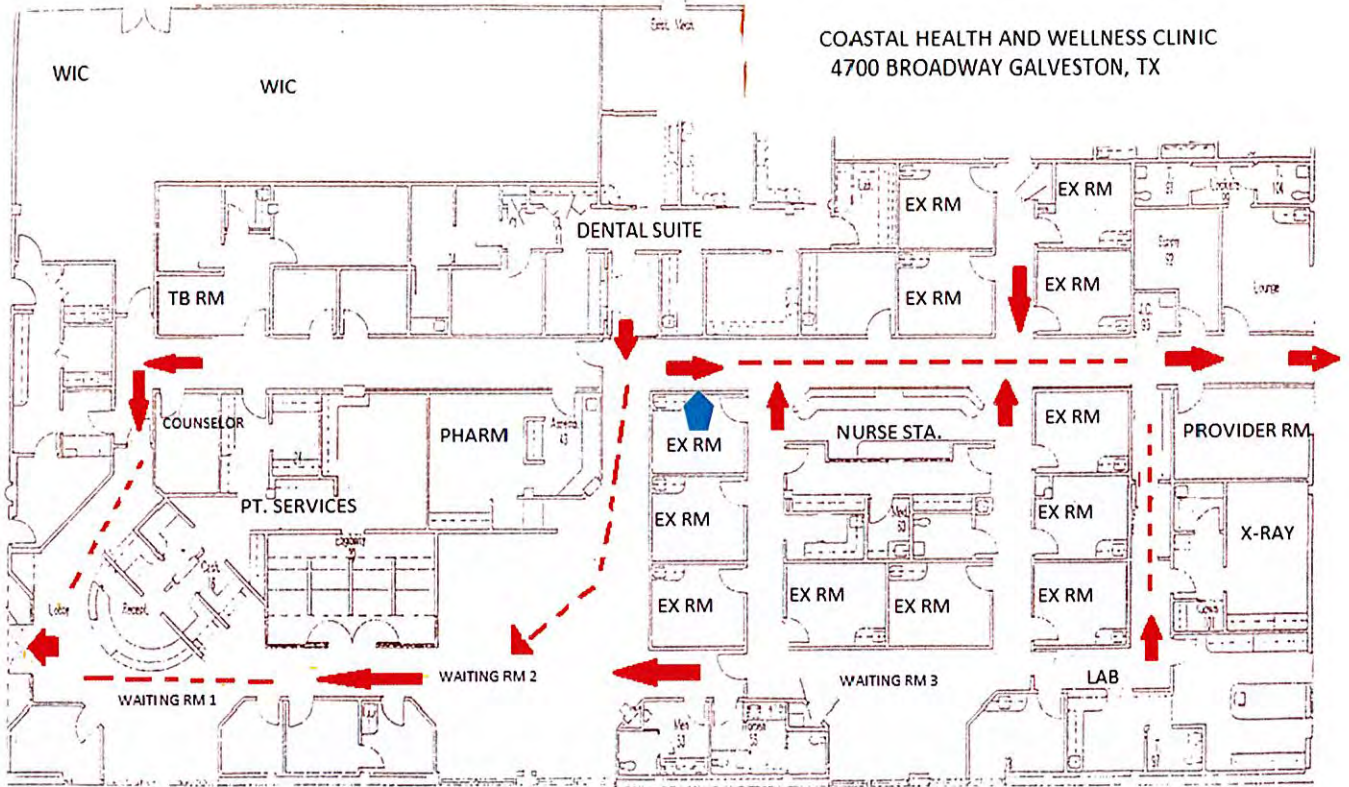 COASTAL HEALTH AND WELLNESS CLINIC
4700 BROADWAY GALVESTON, TX
WIC
WIC
EX RM
EX RM
DENTAL SUITE
TB RM
EX RM
EX RM
Lounge
COUNSELOR
PHARM
EX RM
NURSE STA.
EX RM
PROVIDER RM
PT. SERVICES
EX RM
EX RM
X-RAY
EX RM
EX RM
EX RM
EX RM
Recept.
WAITING RM 1
WAITING RM 2
WAITING RM 3
LAB
Men